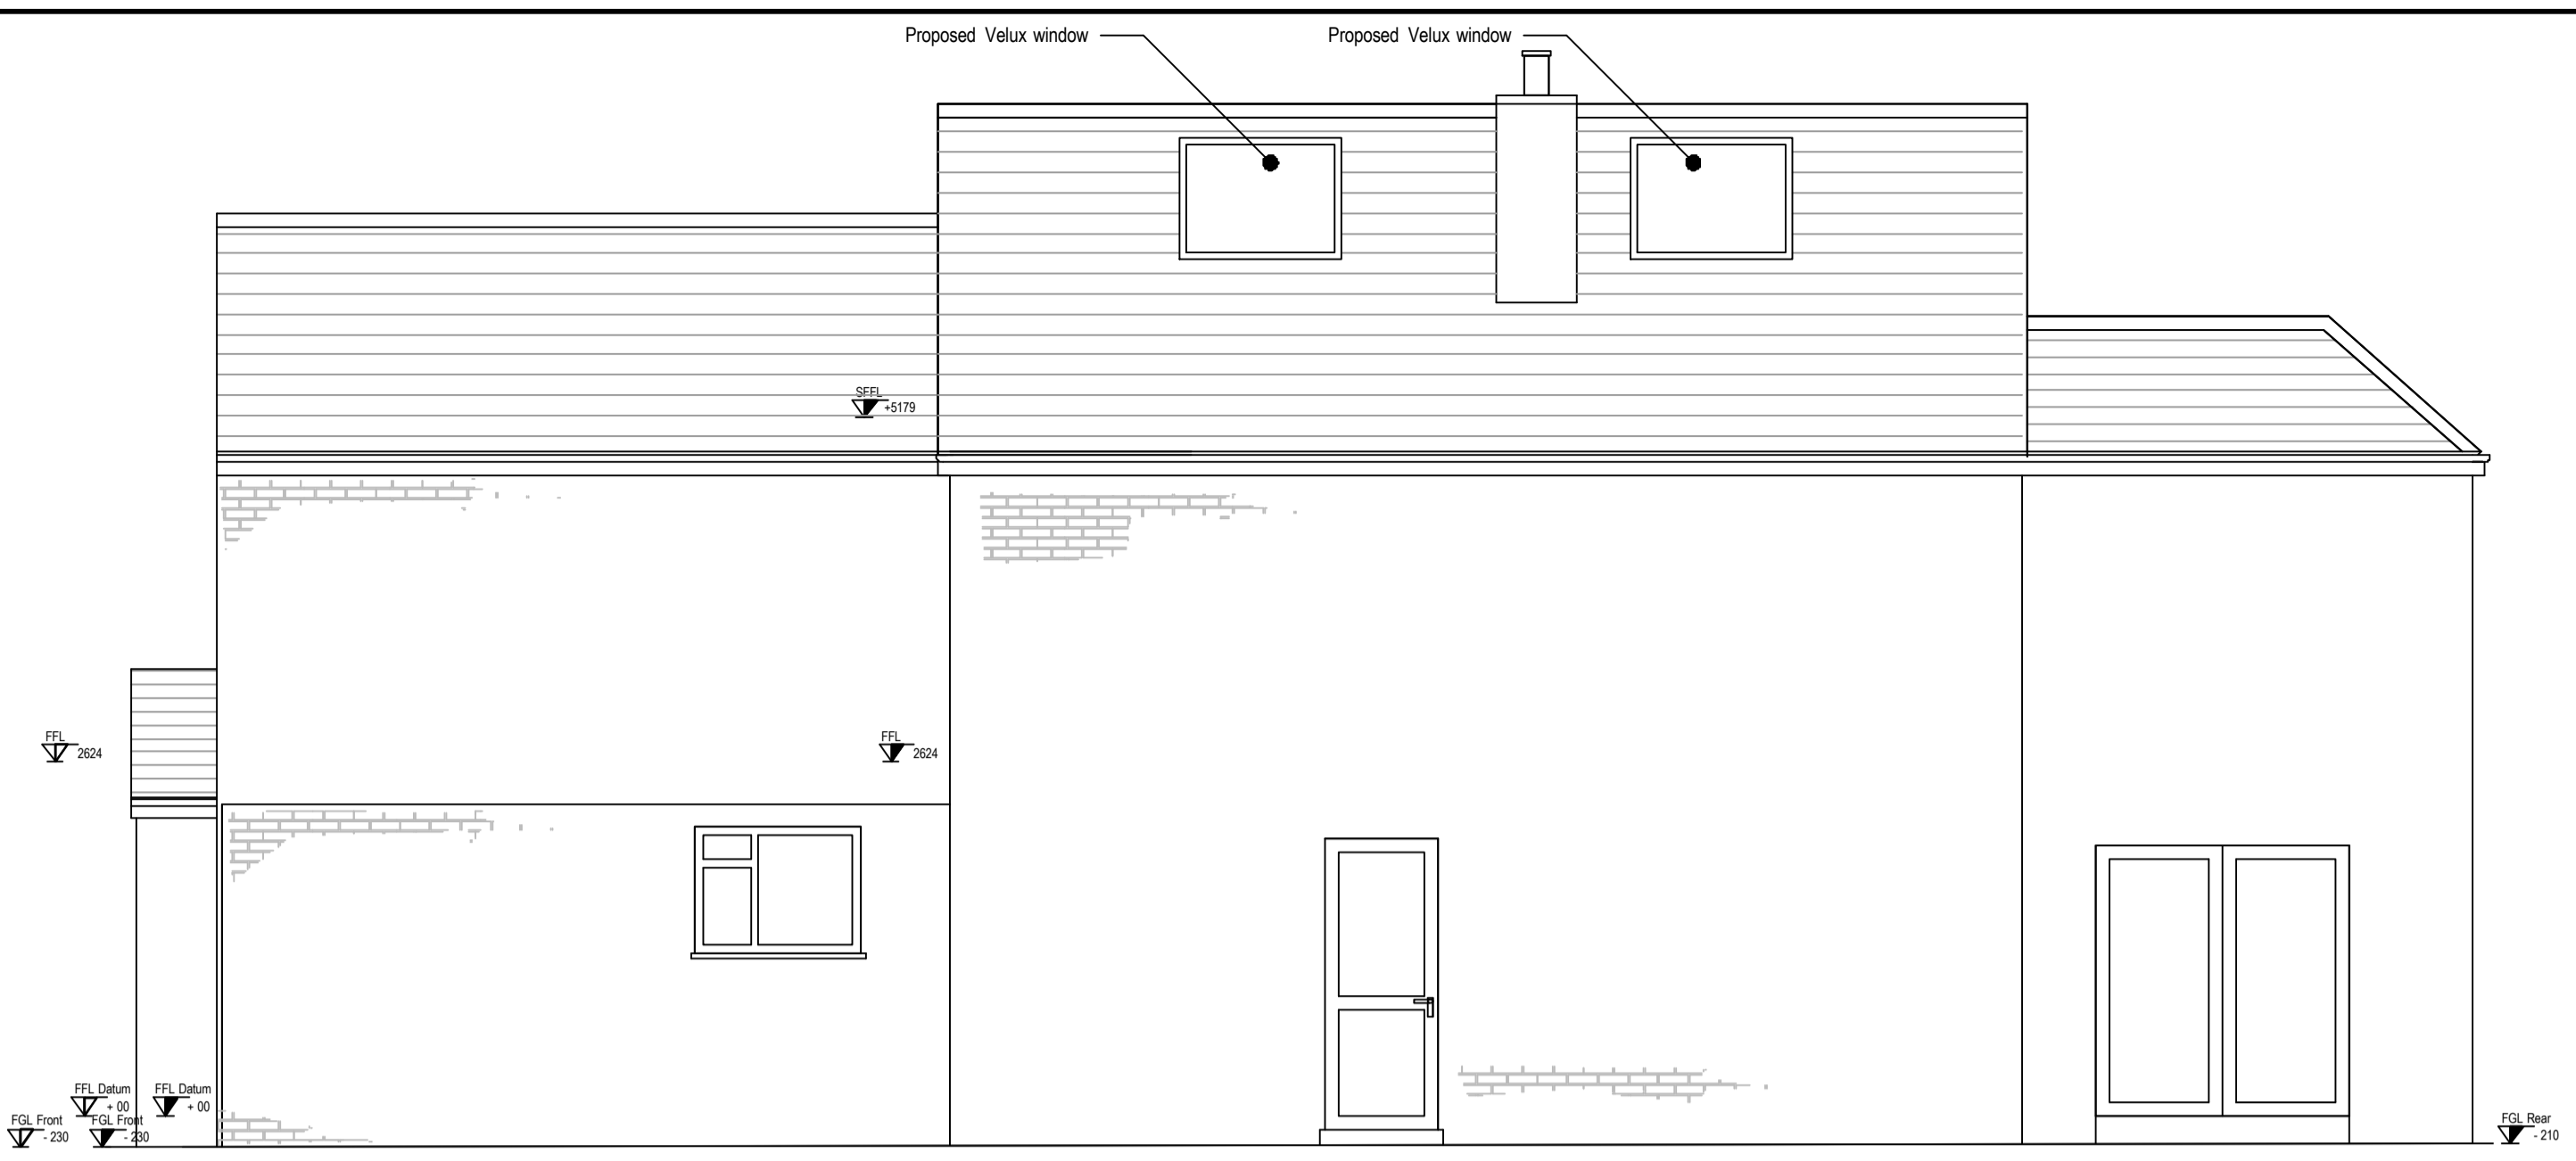 Proposed Velux window
Proposed Velux window
SFFL
+5179
FFL
2624
FFL
2624
FFL Datum
+ 00
FFL Datum
+ 00
FGL Front
- 230
FGL Front
- 230
FGL Rear
- 210